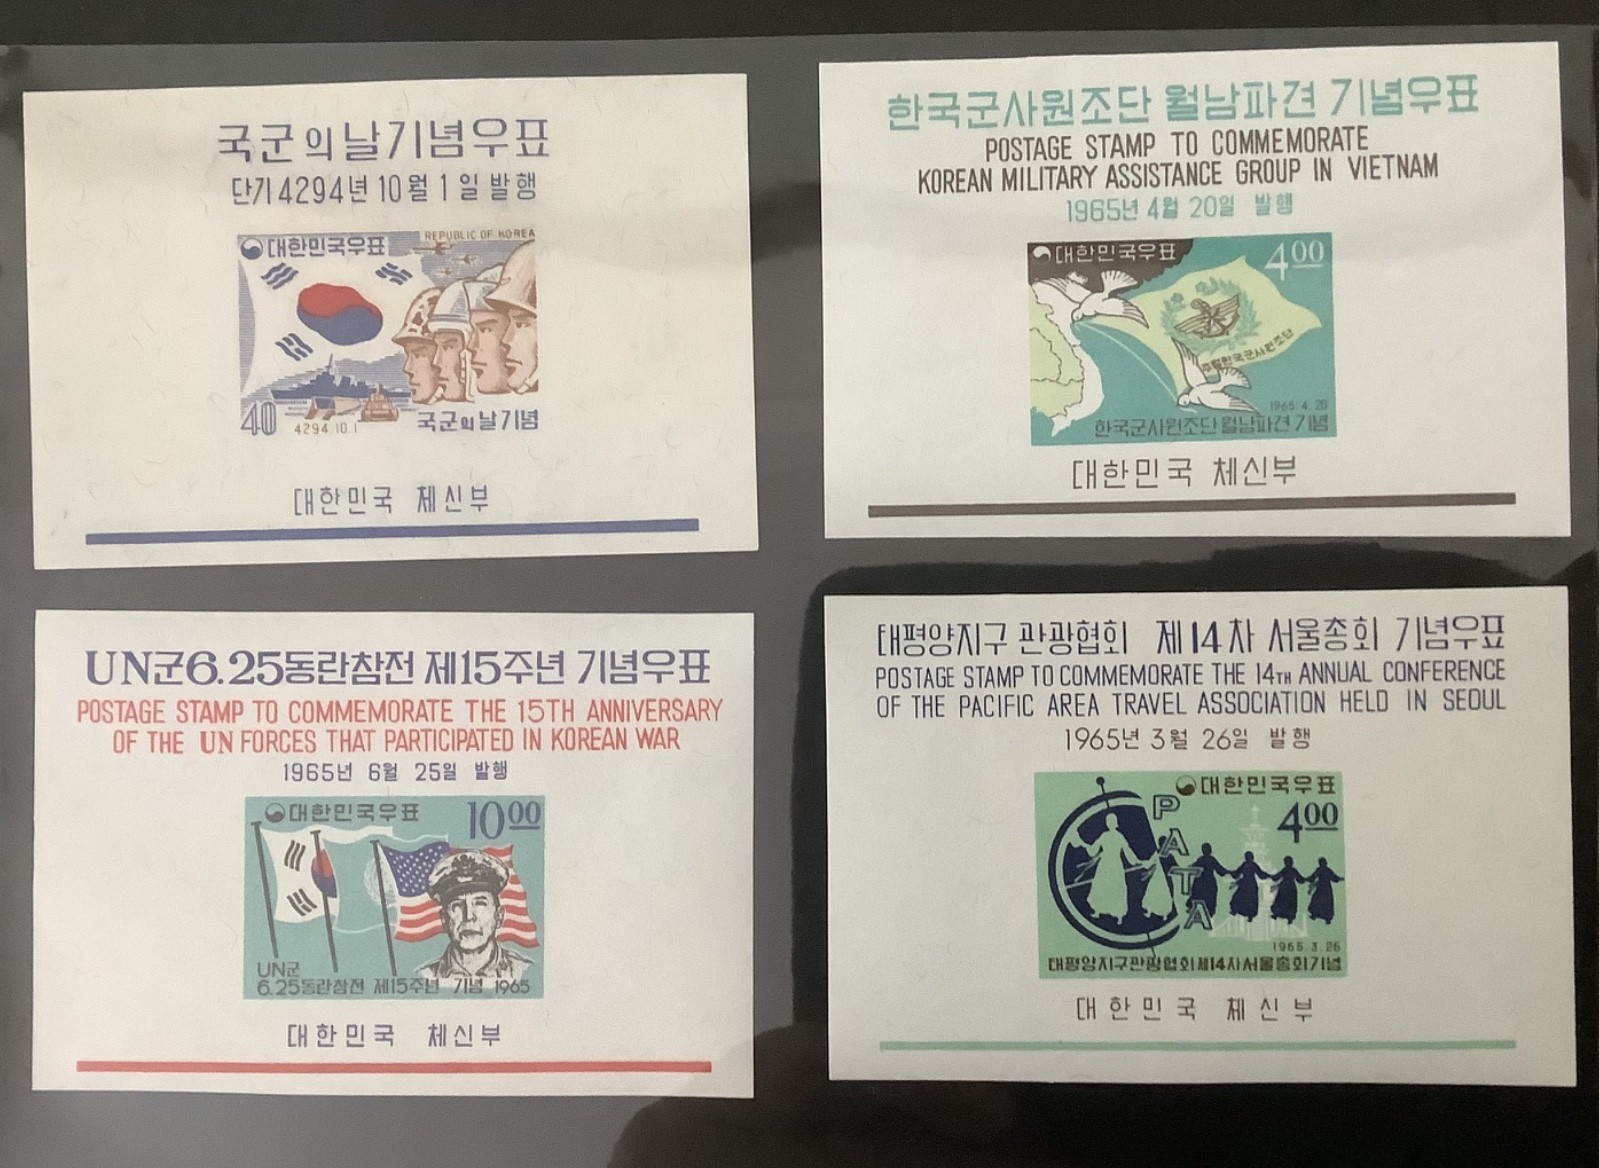 국군의날기념우표
단기4294년 10월 1일 발행
대한민국우표
REPUBLIC OF KOREA
40
4294.10.1
국군의날기념
대한민국 체신부
한국군사원조단 월남파견 기념우표
POSTAGE STAMP TO COMMEMORATE
KOREAN MILITARY ASSISTANCE GROUP IN VIETNAM
1965년 4월 20일 발행
대한민국우표
4⁰⁰
주월한국군사원조단
1965.4.20
한국군사원조단월남파견기념
대한민국 체신부
UN군6.25동란참전 제15주년 기념우표
POSTAGE STAMP TO COMMEMORATE THE 15TH ANNIVERSARY
OF THE UN FORCES THAT PARTICIPATED IN KOREAN WAR
1965년 6월 25일 발행
대한민국우표
10⁰⁰
UN군
6.25동란참전 제15주년 기념 1965
대한민국 체신부
태평양지구 관광협회 제14차 서울총회 기념우표
POSTAGE STAMP TO COMMEMORATE THE 14TH ANNUAL CONFERENCE
OF THE PACIFIC AREA TRAVEL ASSOCIATION HELD IN SEOUL
1965년 3월 26일 발행
대한민국우표
4⁰⁰
PATA
1965.3.26
태평양지구관광협회제14차서울총회기념
대한민국 체신부